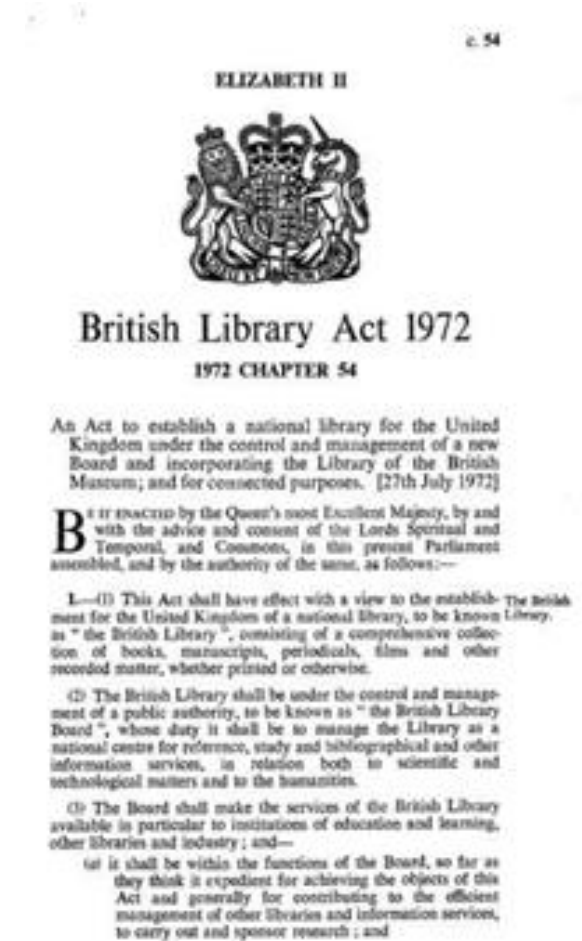 c. 54
ELIZABETH II
British Library Act 1972
1972 CHAPTER 54
An Act to establish a national library for the United
Kingdom under the control and management of a new
Board and incorporating the Library of the British
Museum; and for connected purposes. [27th July 1972]
BE IT ENACTED by the Queen's most Excellent Majesty, by and
with the advice and consent of the Lords Spiritual and
Temporal, and Commons, in this present Parliament
assembled, and by the authority of the same, as follows:—
1.—(1) This Act shall have effect with a view to the establish-
ment for the United Kingdom of a national library, to be known
as " the British Library ", consisting of a comprehensive collec-
tion of books, manuscripts, periodicals, films and other
recorded matter, whether printed or otherwise.
The British
Library.
(2) The British Library shall be under the control and manage-
ment of a public authority, to be known as " the British Library
Board ", whose duty it shall be to manage the Library as a
national centre for reference, study and bibliographical and other
information services, in relation both to scientific and
technological matters and to the humanities.
(3) The Board shall make the services of the British Library
available in particular to institutions of education and learning,
other libraries and industry ; and—
(a) it shall be within the functions of the Board, so far as
they think it expedient for achieving the objects of this
Act and generally for contributing to the efficient
management of other libraries and information services,
to carry out and sponsor research ; and